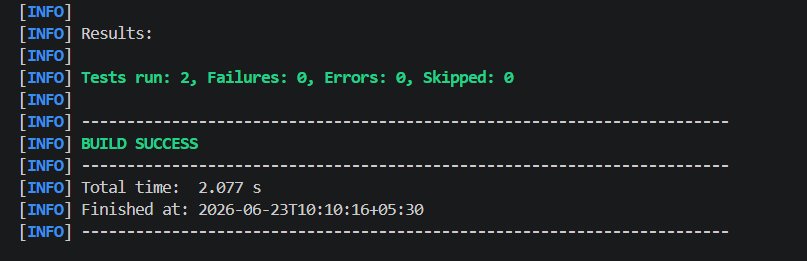 [INFO]
[INFO] Results:
[INFO]
[INFO] Tests run: 2, Failures: 0, Errors: 0, Skipped: 0
[INFO]
[INFO] ------------------------------------------------------------------------
[INFO] BUILD SUCCESS
[INFO] ------------------------------------------------------------------------
[INFO] Total time:  2.077 s
[INFO] Finished at: 2026-06-23T10:10:16+05:30
[INFO] ------------------------------------------------------------------------